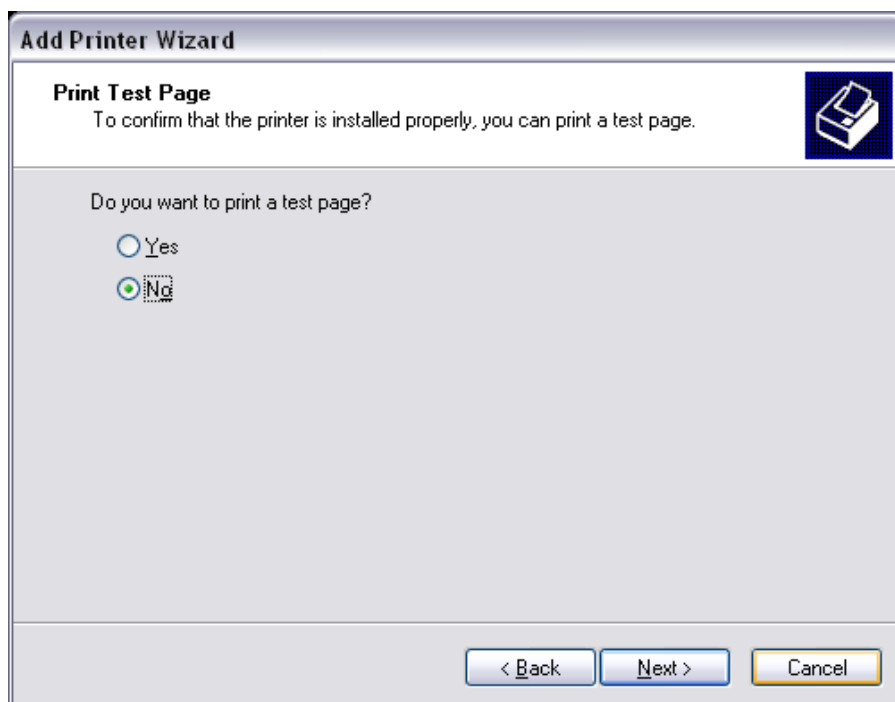 Add Printer Wizard
Print Test Page
To confirm that the printer is installed properly, you can print a test page.
Do you want to print a test page?
Yes
No
< Back Next > Cancel